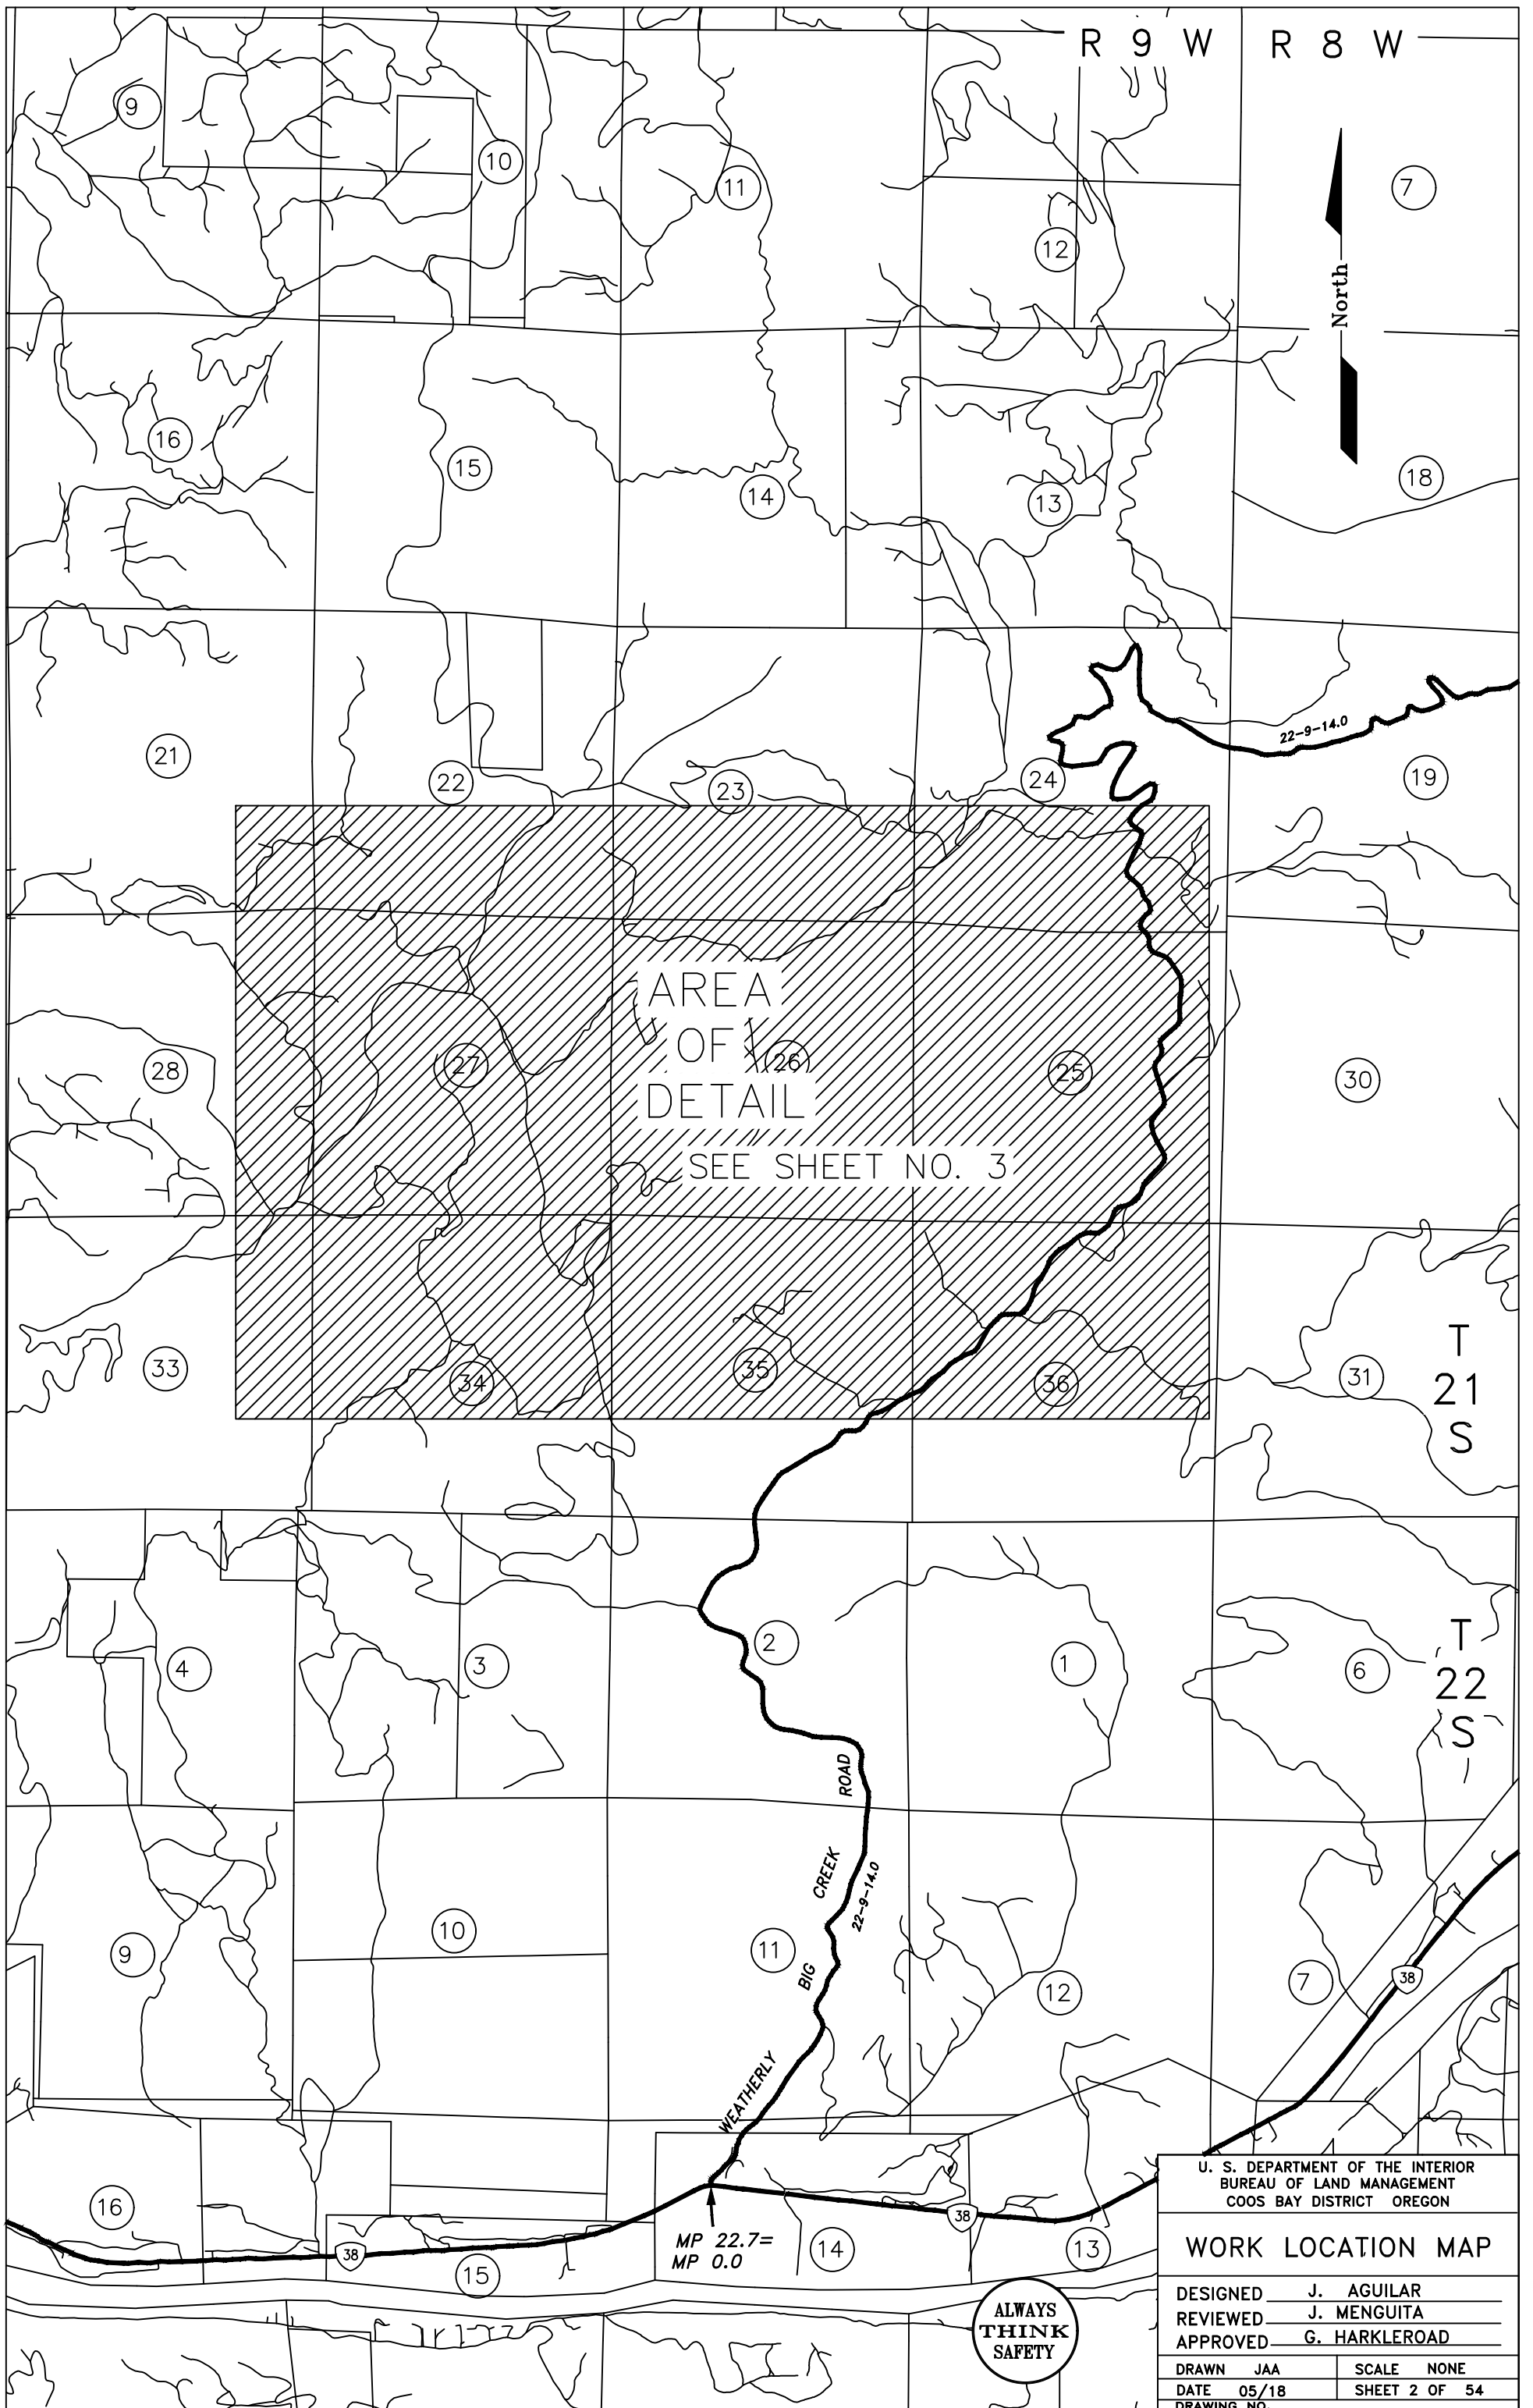 R 9 W R 8 W
9
10
11
12
7
North
16
15
14
13
18
21
22
23
24
22-9-14.0
19
AREA
OF
DETAIL
SEE SHEET NO. 3
28
27
26
25
30
33
34
35
36
31
T
21
S
4
3
2
1
6
T
22
S
ROAD
CREEK
22-9-14.0
BIG
WEATHERLY
9
10
11
12
7
38
16
38
15
MP 22.7=
MP 0.0
14
38
13
ALWAYS
THINK
SAFETY
U. S. DEPARTMENT OF THE INTERIOR
BUREAU OF LAND MANAGEMENT
COOS BAY DISTRICT OREGON
WORK LOCATION MAP
DESIGNED J. AGUILAR
REVIEWED J. MENGUITA
APPROVED G. HARKLEROAD
DRAWN JAA SCALE NONE
DATE 05/18 SHEET 2 OF 54
DRAWING NO.